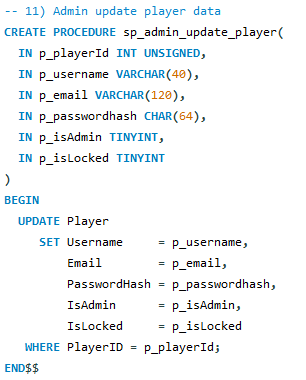 -- 11) Admin update player data
CREATE PROCEDURE sp_admin_update_player(
  IN p_playerId INT UNSIGNED,
  IN p_username VARCHAR(40),
  IN p_email VARCHAR(120),
  IN p_passwordhash CHAR(64),
  IN p_isAdmin TINYINT,
  IN p_isLocked TINYINT
)
BEGIN
  UPDATE Player
     SET Username     = p_username,
         Email        = p_email,
         PasswordHash = p_passwordhash,
         IsAdmin      = p_isAdmin,
         IsLocked     = p_isLocked
   WHERE PlayerID = p_playerId;
END$$